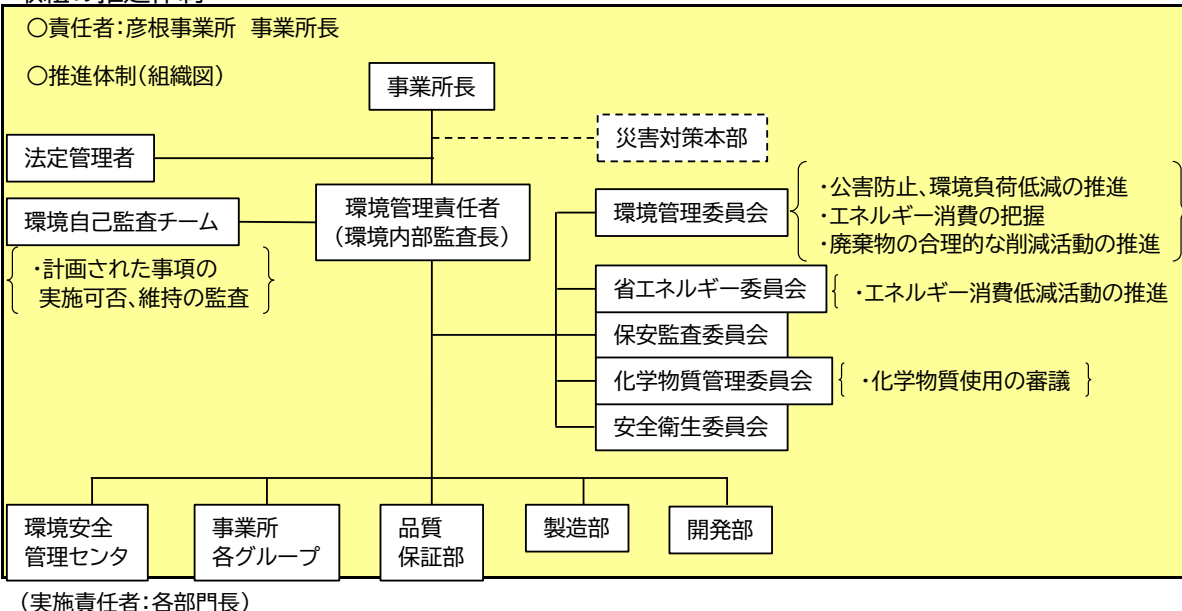 ○責任者:彦根事業所 事業所長
○推進体制(組織図)
事業所長
災害対策本部
法定管理者
環境管理責任者
(環境内部監査長)
環境自己監査チーム
・計画された事項の
実施可否、維持の監査
環境管理委員会
・公害防止、環境負荷低減の推進
・エネルギー消費の把握
・廃棄物の合理的な削減活動の推進
省エネルギー委員会
・エネルギー消費低減活動の推進
保安監査委員会
化学物質管理委員会
・化学物質使用の審議
安全衛生委員会
環境安全
管理センタ
事業所
各グループ
品質
保証部
製造部
開発部
(実施責任者:各部門長)